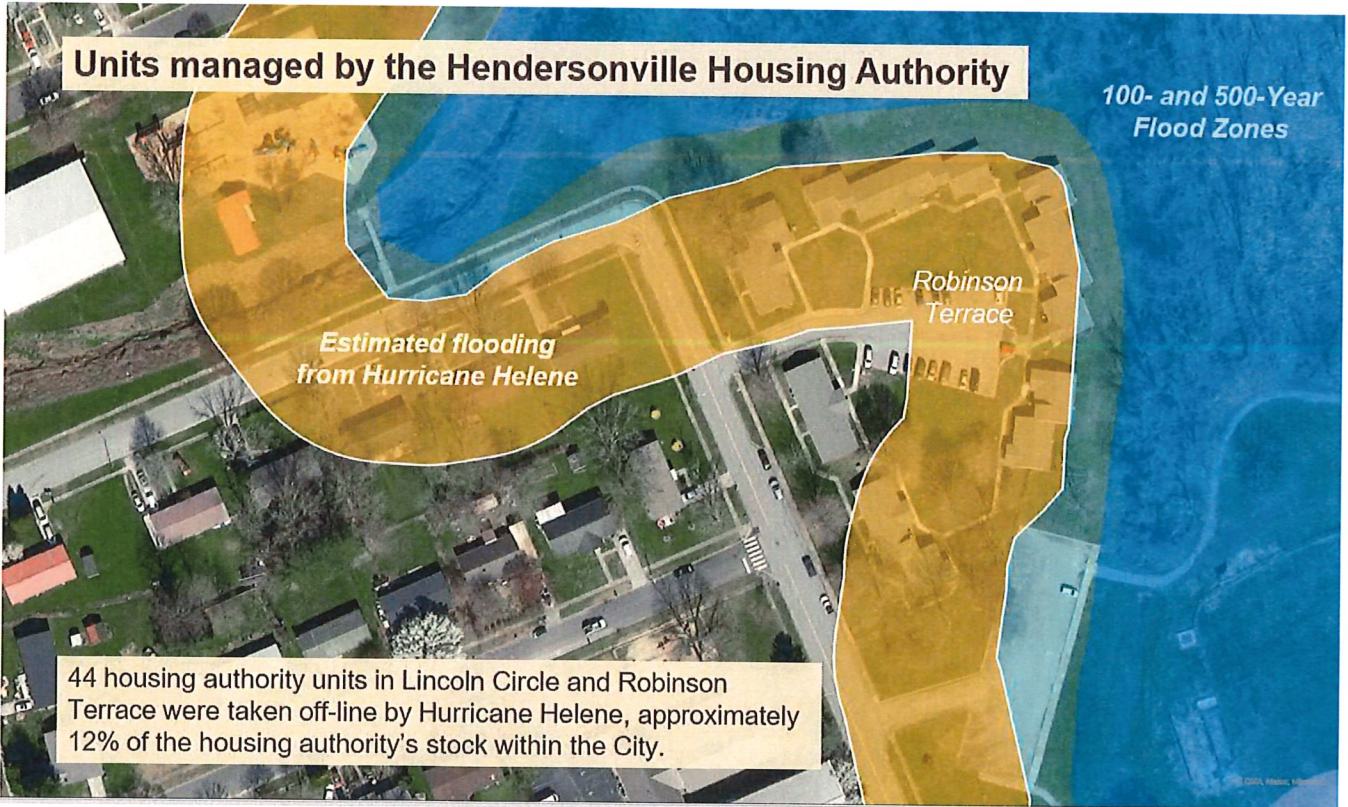 Units managed by the Hendersonville Housing Authority
100- and 500-Year
Flood Zones
Robinson
Terrace
Estimated flooding
from Hurricane Helene
44 housing authority units in Lincoln Circle and Robinson
Terrace were taken off-line by Hurricane Helene, approximately
12% of the housing authority's stock within the City.